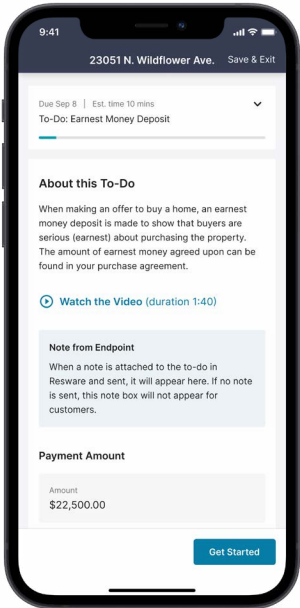 9:41
23051 N. Wildflower Ave. Save & Exit
Due Sep 8 | Est. time 10 mins
To-Do: Earnest Money Deposit
About this To-Do
When making an offer to buy a home, an earnest
money deposit is made to show that buyers are
serious (earnest) about purchasing the property.
The amount of earnest money agreed upon can be
found in your purchase agreement.
Watch the Video (duration 1:40)
Note from Endpoint
When a note is attached to the to-do in
Resware and sent, it will appear here. If no note
is sent, this note box will not appear for
customers.
Payment Amount
Amount
$22,500.00
Get Started